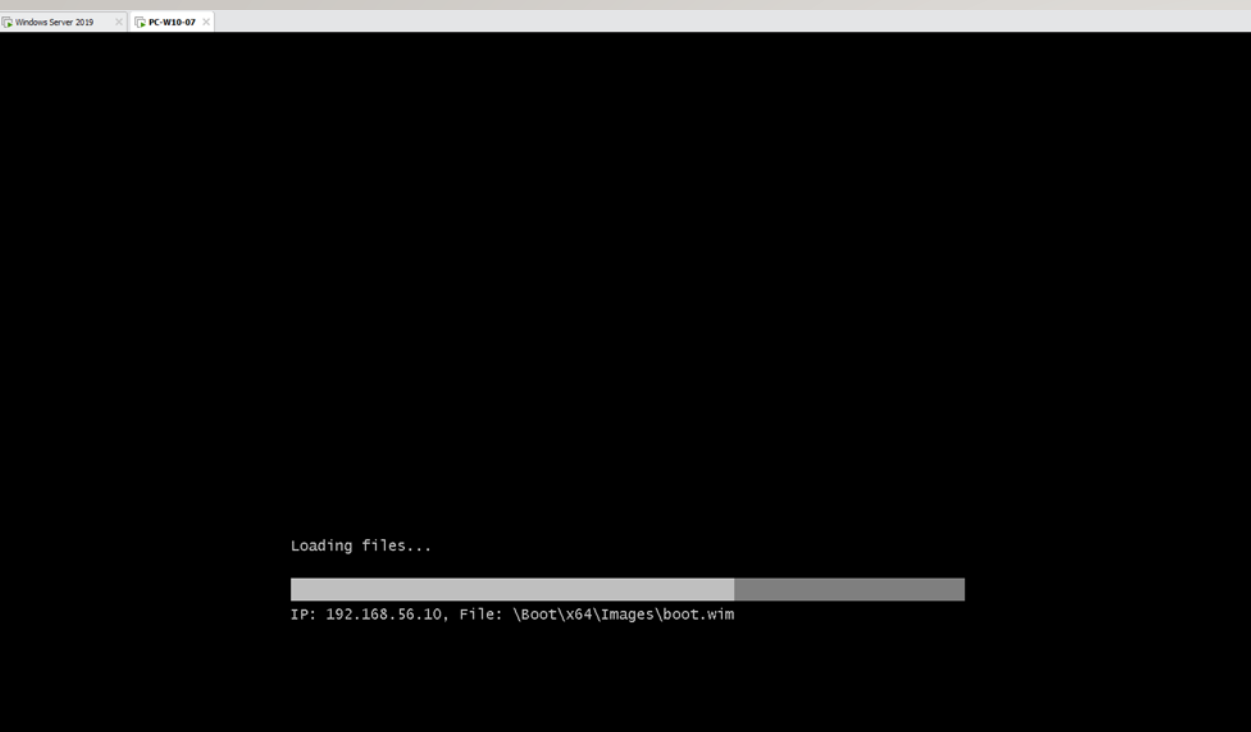 Windows Server 2019
PC-W10-07
Loading files...
IP: 192.168.56.10, File: \Boot\x64\Images\boot.wim